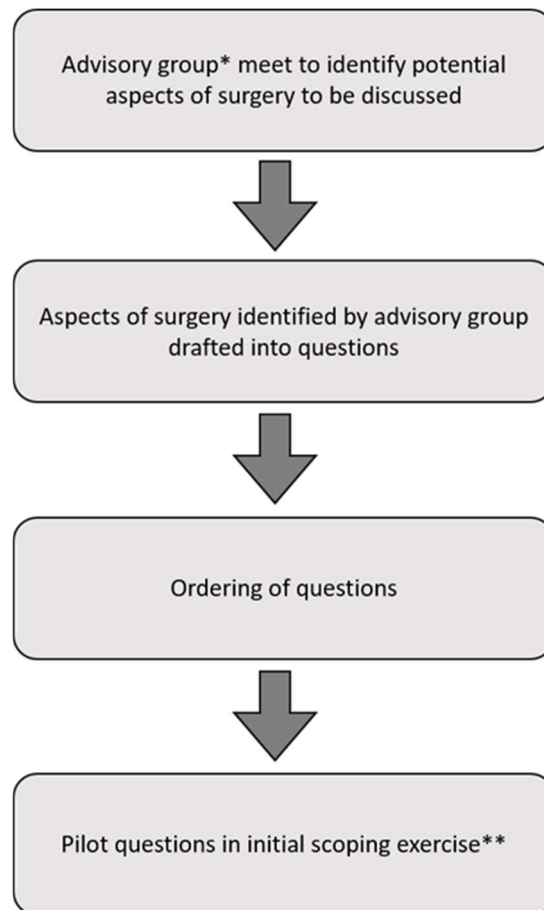 Advisory group* meet to identify potential
aspects of surgery to be discussed
Aspects of surgery identified by advisory group
drafted into questions
Ordering of questions
Pilot questions in initial scoping exercise**